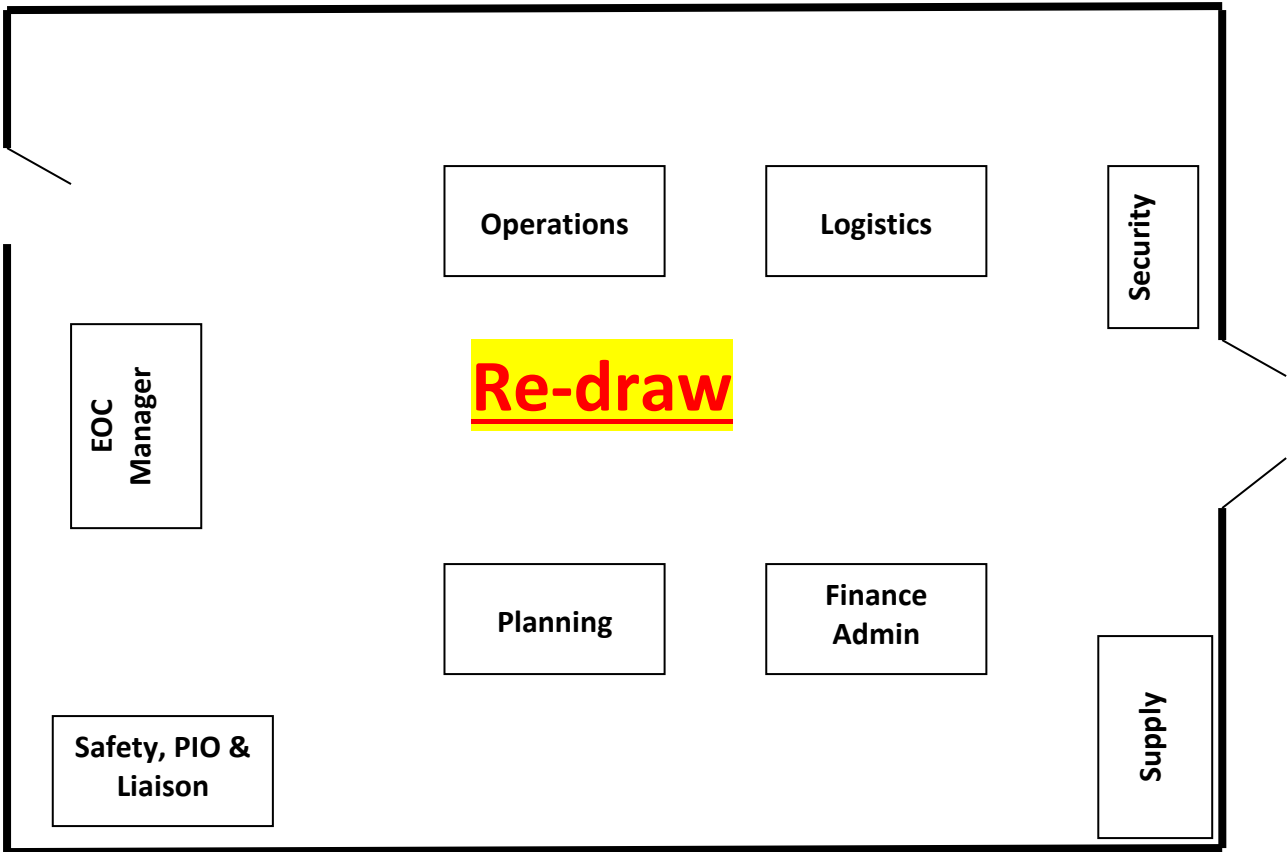 Operations
Logistics
Security
Re-draw
EOC
Manager
Planning
Finance
Admin
Supply
Safety, PIO &
Liaison